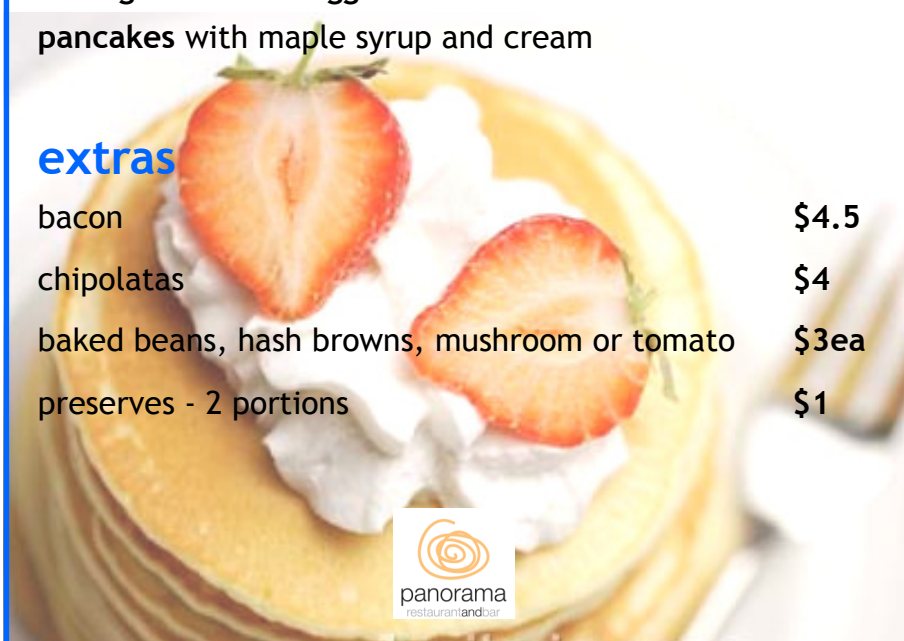 pancakes with maple syrup and cream
extras
bacon $4.5
chipolatas $4
baked beans, hash browns, mushroom or tomato $3ea
preserves - 2 portions $1
panorama
restaurantandbar